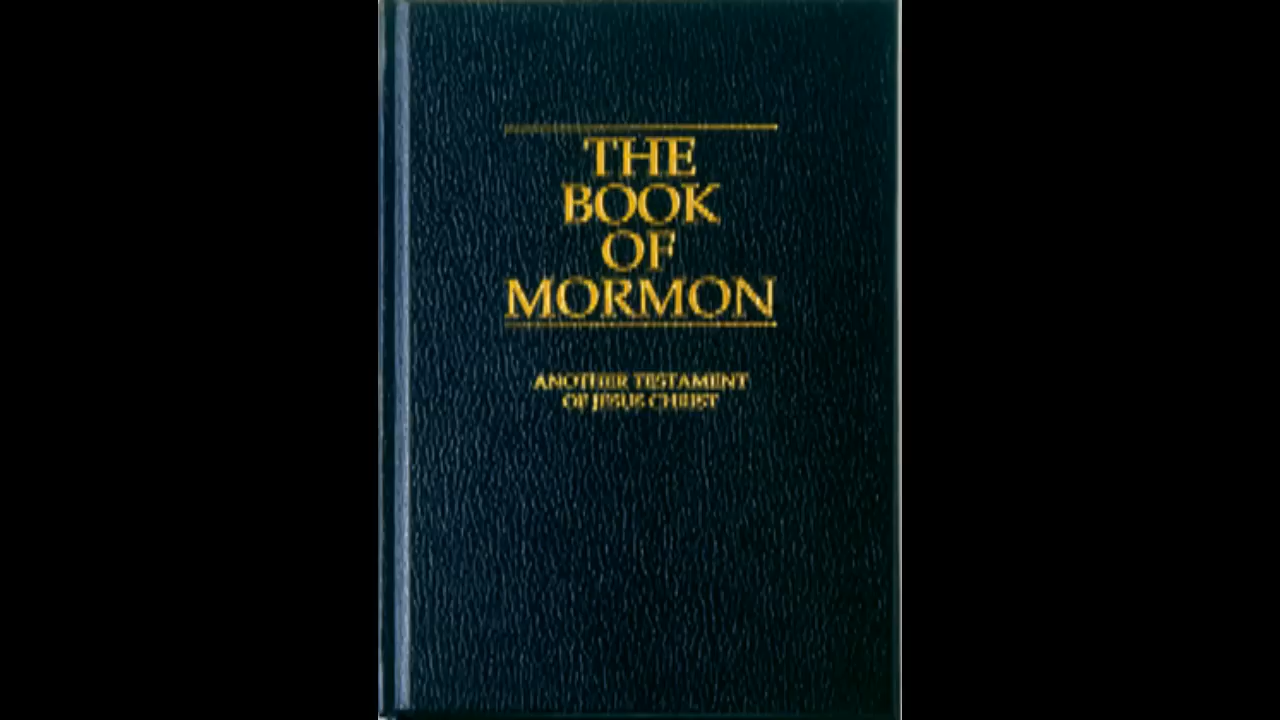 THE
BOOK
OF
MORMON
ANOTHER TESTAMENT
OF JESUS CHRIST